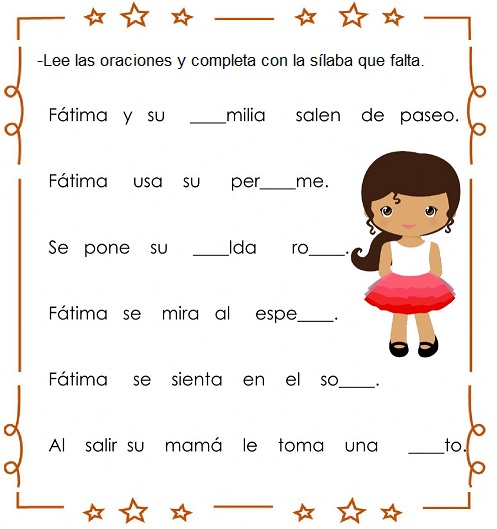 -Lee las oraciones y completa con la sílaba que falta.
Fátima y su ____milia salen de paseo.
Fátima usa su per____me.
Se pone su ____lda ro____.
Fátima se mira al espe____.
Fátima se sienta en el so____.
Al salir su mamá le toma una ____to.